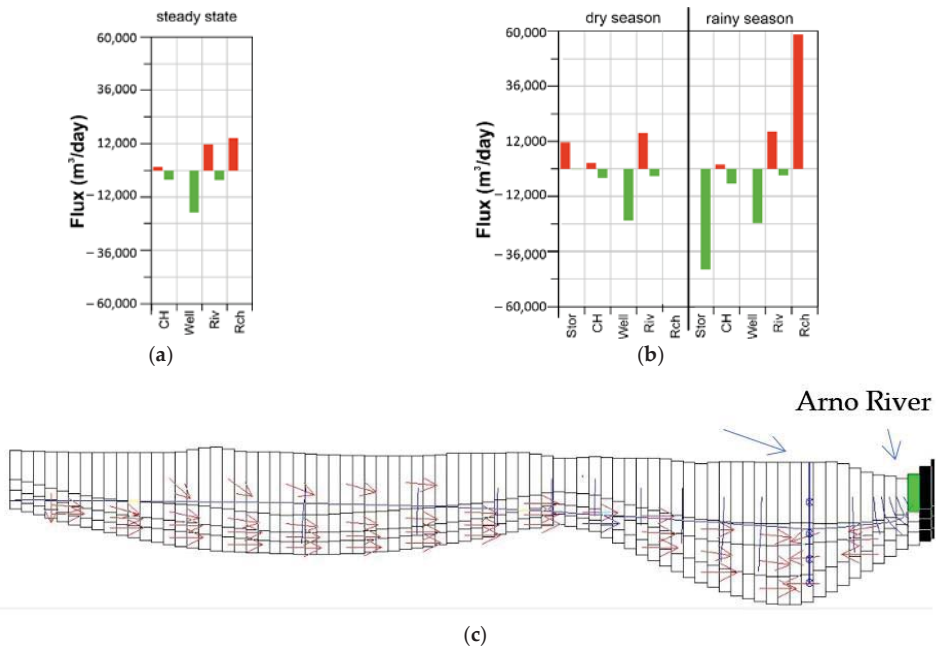 steady state
60,000
36,000
12,000
− 12,000
− 36,000
− 60,000
Flux (m³/day)
CH
Well
Riv
Rch
(a)
dry season
rainy season
60,000
36,000
12,000
− 12,000
− 36,000
− 60,000
Flux (m³/day)
Stor
CH
Well
Riv
Rch
Stor
CH
Well
Riv
Rch
(b)
Arno River
(c)